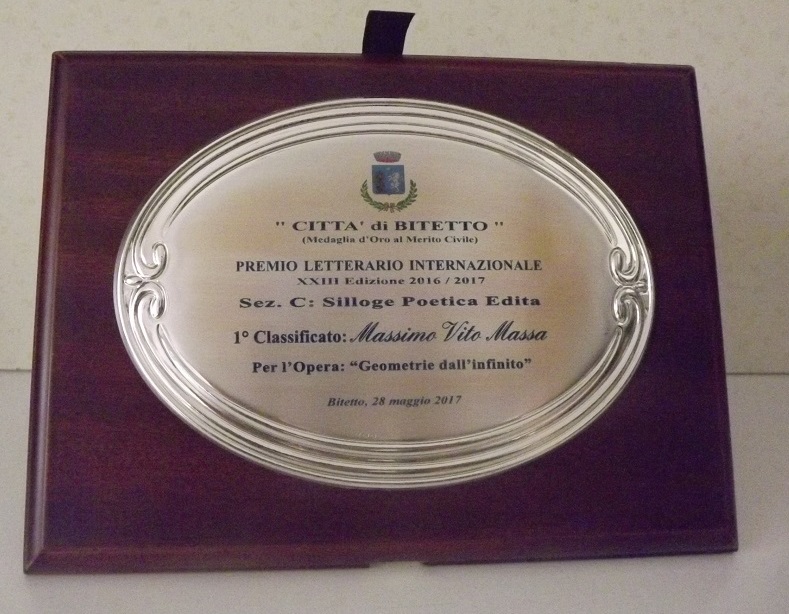 " CITTA' di BITETTO "
(Medaglia d'Oro al Merito Civile)
PREMIO LETTERARIO INTERNAZIONALE
XXIII Edizione 2016 / 2017
Sez. C: Silloge Poetica Edita
1° Classificato: Massimo Vito Massa
Per l'Opera: “Geometrie dall'infinito”
Bitetto, 28 maggio 2017